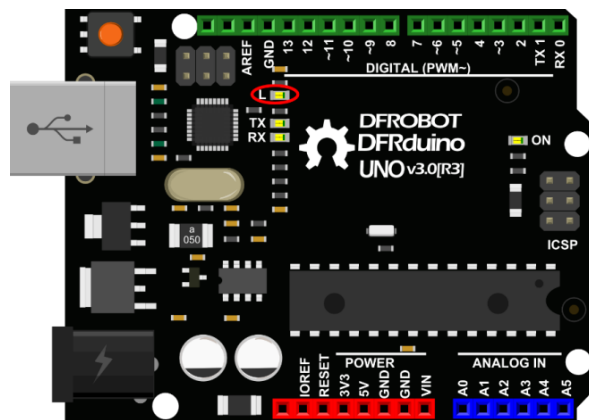 AREF
GND
13
12
~11
~10
~9
8
7
~6
~5
4
~3
2
TX 1
RX 0
DIGITAL (PWM~)
L
TX
RX
DFROBOT
DFRduino
UNO v3.0[R3]
ON
a
050
ICSP
POWER
ANALOG IN
IOREF
RESET
3V3
5V
GND
GND
VIN
A0
A1
A2
A3
A4
A5